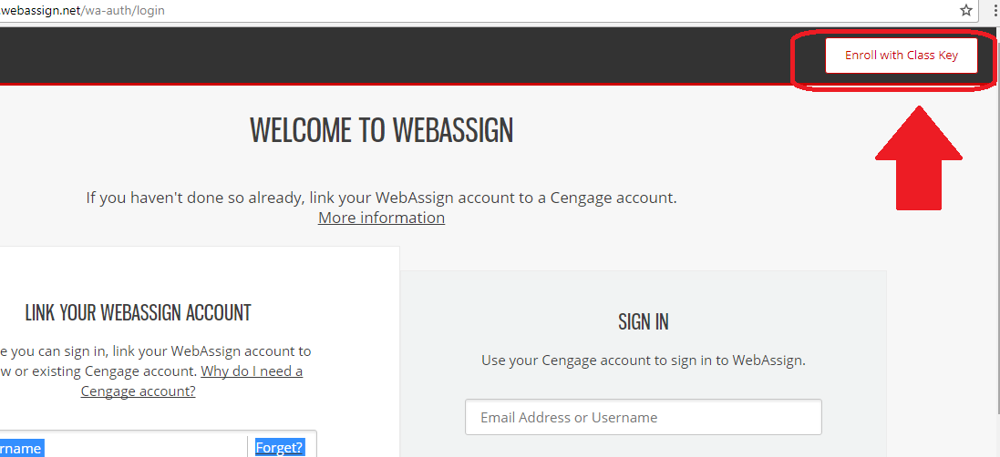 .webassign.net/wa-auth/login
Enroll with Class Key
WELCOME TO WEBASSIGN
If you haven't done so already, link your WebAssign account to a Cengage account.
More information
LINK YOUR WEBASSIGN ACCOUNT
e you can sign in, link your WebAssign account to
w or existing Cengage account. Why do I need a
Cengage account?
rname
Forget?
SIGN IN
Use your Cengage account to sign in to WebAssign.
Email Address or Username